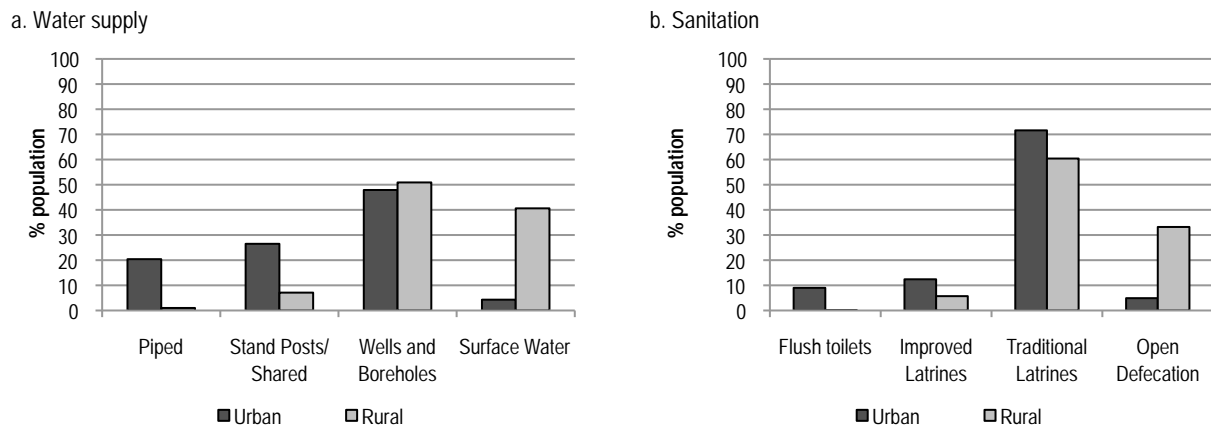 a. Water supply
% population
100
90
80
70
60
50
40
30
20
10
0
Piped
Stand Posts/
Shared
Wells and
Boreholes
Surface Water
Urban
Rural
b. Sanitation
% population
100
90
80
70
60
50
40
30
20
10
0
Flush toilets
Improved
Latrines
Traditional
Latrines
Open
Defecation
Urban
Rural